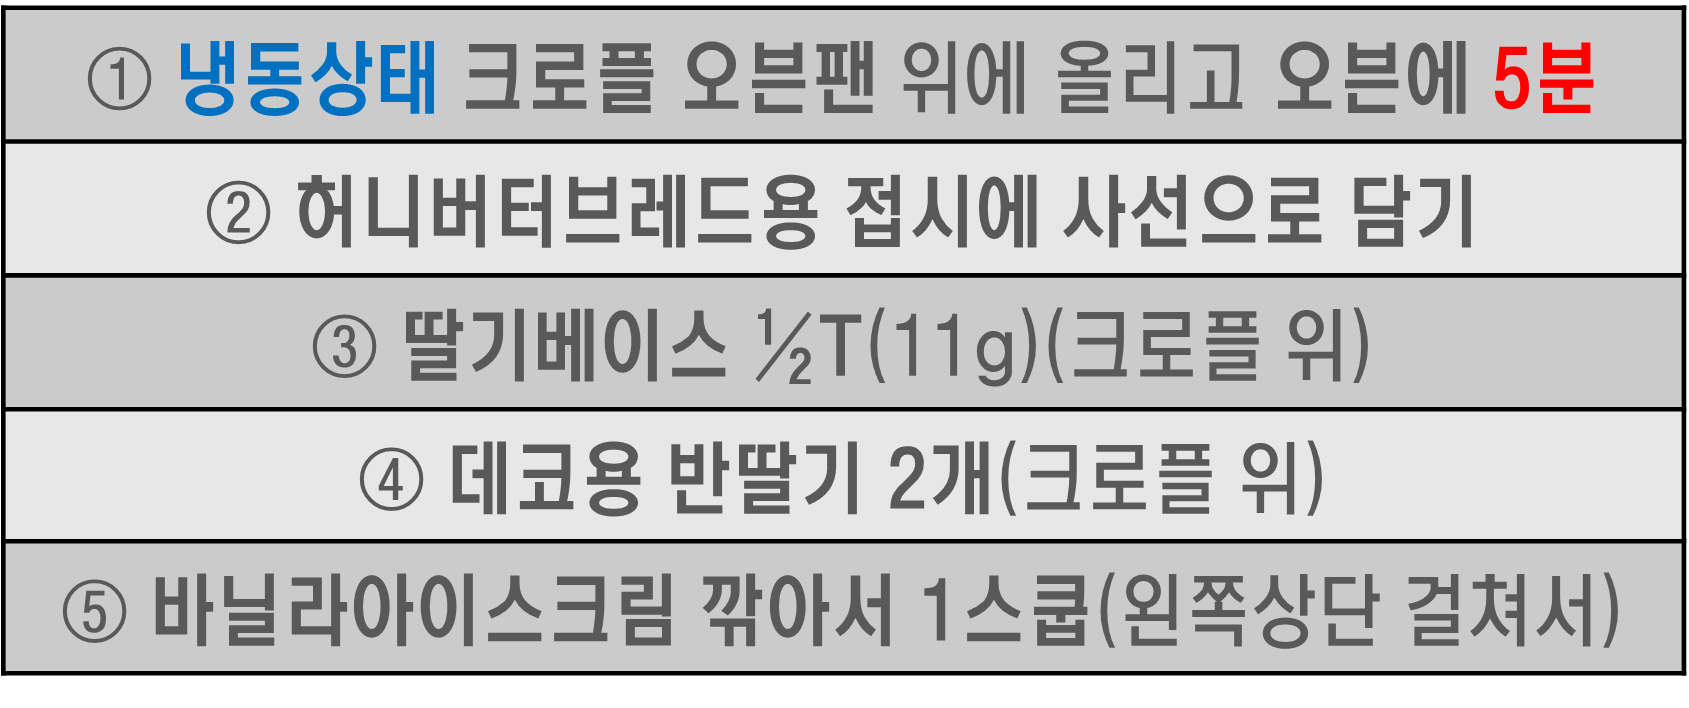 ① 냉동상태 크로플 오븐팬 위에 올리고 오븐에 5분
② 허니버터브레드용 접시에 사선으로 담기
③ 딸기베이스 ½T(11g)(크로플 위)
④ 데코용 반딸기 2개(크로플 위)
⑤ 바닐라아이스크림 깎아서 1스쿱(왼쪽상단 걸쳐서)